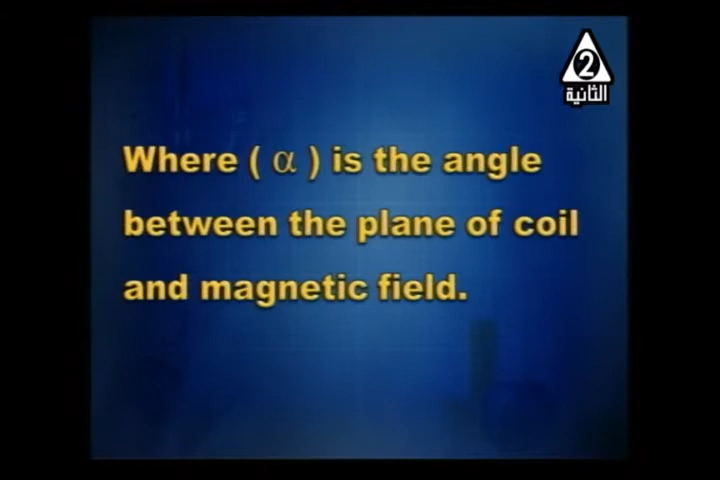 2
الثانية
Where ( α ) is the angle
between the plane of coil
and magnetic field.